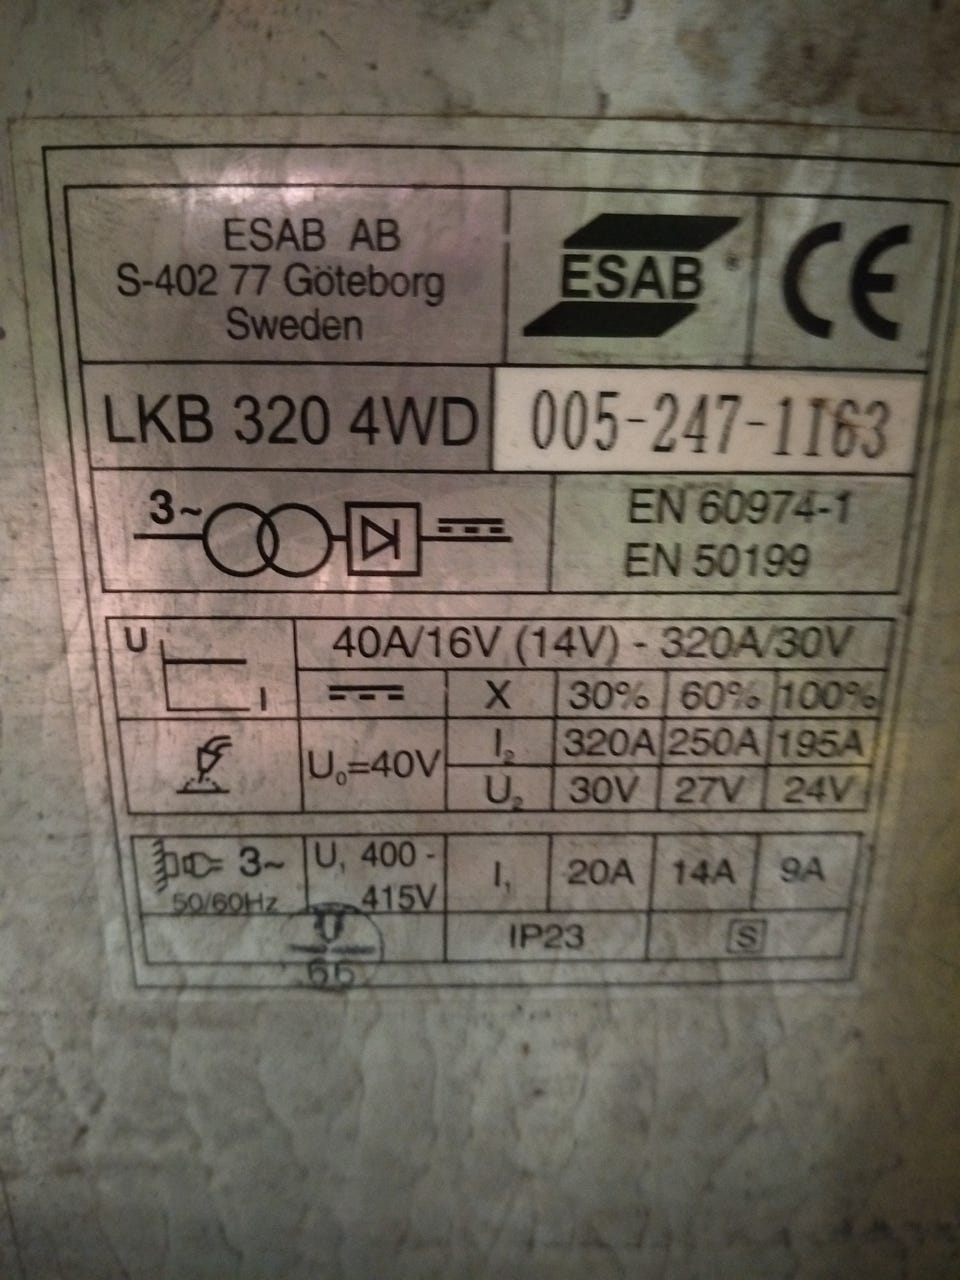 ESAB AB
S-402 77 Göteborg
Sweden
ESAB ®
CE
LKB 320 4WD
005-247-1163
3~
EN 60974-1
EN 50199
U
I
40A/16V (14V) - 320A/30V
X 30% 60% 100%
U₀=40V
I₂ 320A 250A 195A
U₂ 30V 27V 24V
3~
50/60Hz
U₁ 400 -
415V
I₁ 20A 14A 9A
IP23
S